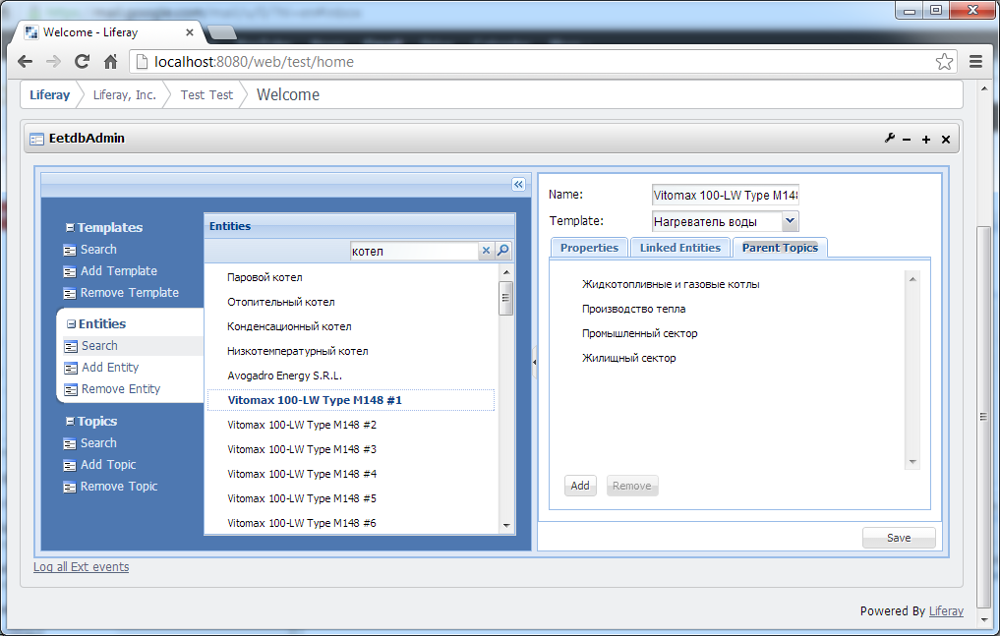 Welcome - Liferay
localhost:8080/web/test/home
Liferay Liferay, Inc. Test Test Welcome
EetdbAdmin
Templates
Search
Add Template
Remove Template
Entities
Search
Add Entity
Remove Entity
Topics
Search
Add Topic
Remove Topic
Entities
котел
Паровой котел
Отопительный котел
Конденсационный котел
Низкотемпературный котел
Avogadro Energy S.R.L.
Vitomax 100-LW Type M148 #1
Vitomax 100-LW Type M148 #2
Vitomax 100-LW Type M148 #3
Vitomax 100-LW Type M148 #4
Vitomax 100-LW Type M148 #5
Vitomax 100-LW Type M148 #6
Name: Vitomax 100-LW Type M148
Template: Нагреватель воды
Properties Linked Entities Parent Topics
Жидкотопливные и газовые котлы
Производство тепла
Промышленный сектор
Жилищный сектор
Add Remove
Save
Log all Ext events
Powered By Liferay